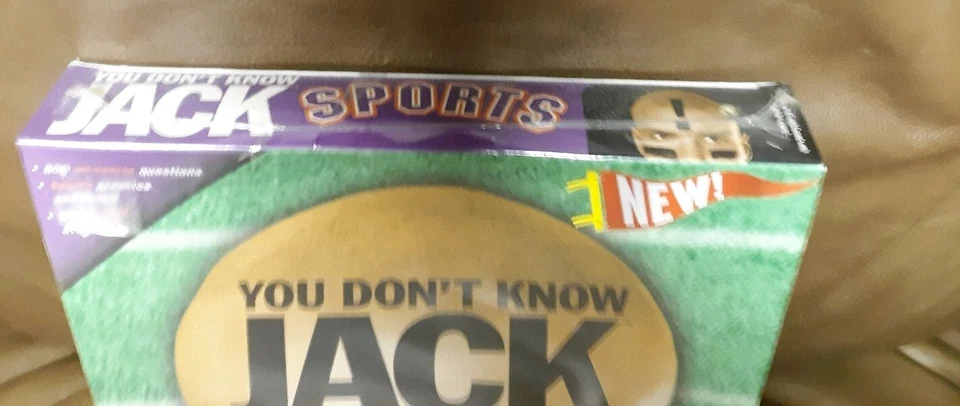 YOU DON'T KNOW
JACK SPORTS
questions
NEW!
YOU DON'T KNOW
JACK